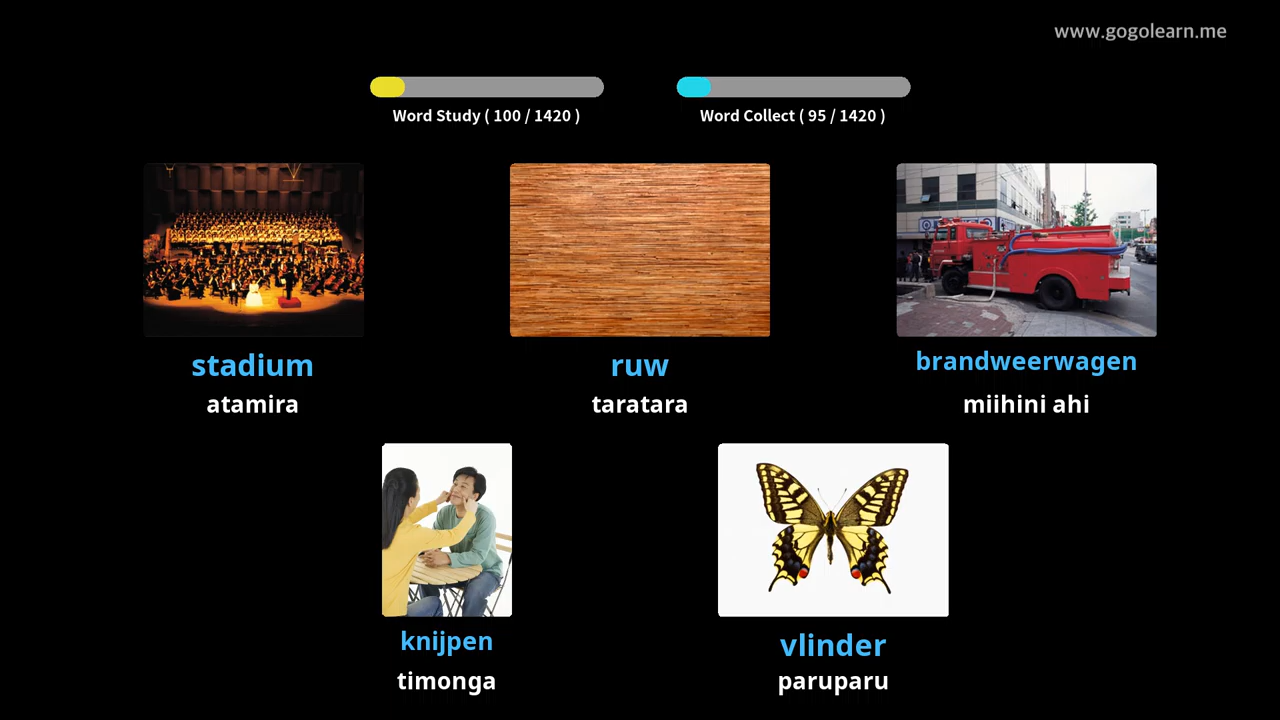 www.gogolearn.me
Word Study ( 100 / 1420 )
Word Collect ( 95 / 1420 )
stadium
atamira
ruw
taratara
brandweerwagen
miihini ahi
knijpen
timonga
vlinder
paruparu